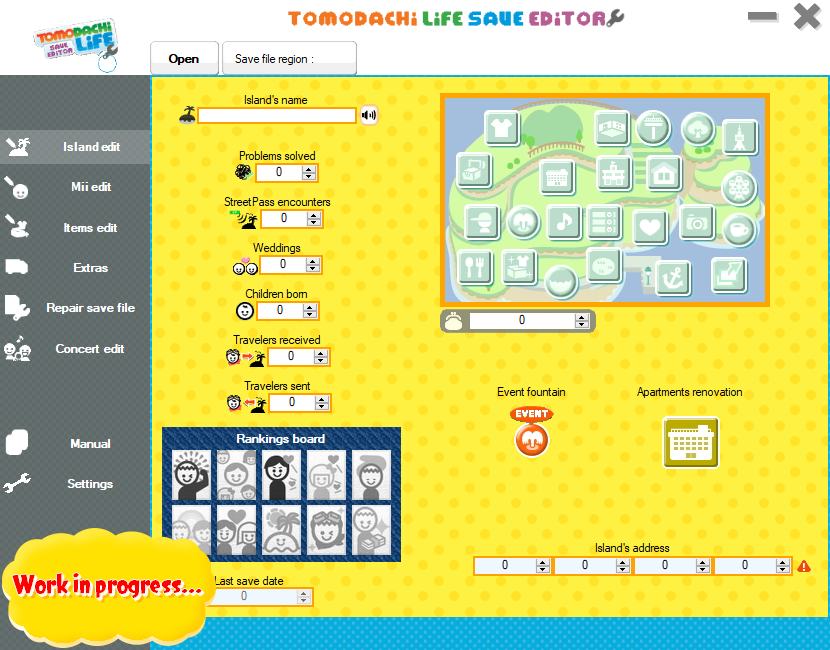 TOMODACHI LIFE SAVE EDITOR
TOMODACHI
LIFE
SAVE
EDITOR
Open
Save file region :
Island edit
Mii edit
Items edit
Extras
Repair save file
Concert edit
Manual
Settings
Island's name
Problems solved
0
StreetPass encounters
0
Weddings
0
Children born
0
Travelers received
0
Travelers sent
0
Rankings board
Last save date
0
Work in progress...
0
Event fountain
EVENT
Apartments renovation
Island's address
0 0 0 0